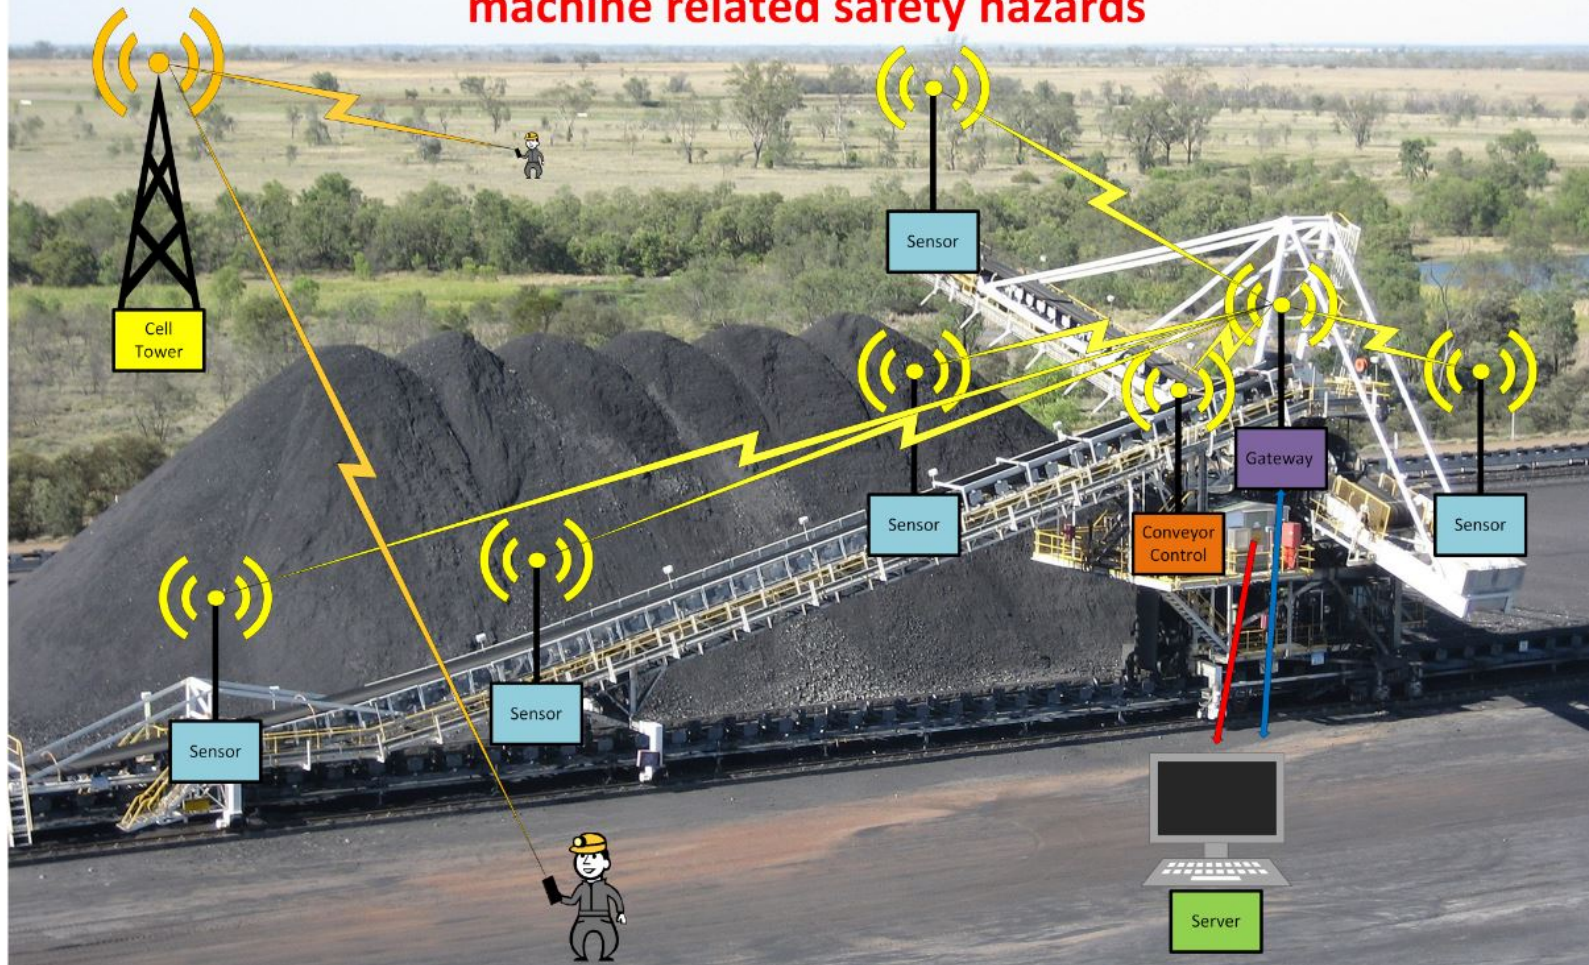 machine related safety hazards
Cell
Tower
Sensor
Gateway
Sensor
Conveyor
Control
Sensor
Sensor
Sensor
Server